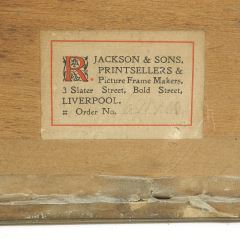 R. JACKSON & SONS,
PRINTSELLERS &
Picture Frame Makers,
3 Slater Street, Bold Street,
LIVERPOOL.
Order No.